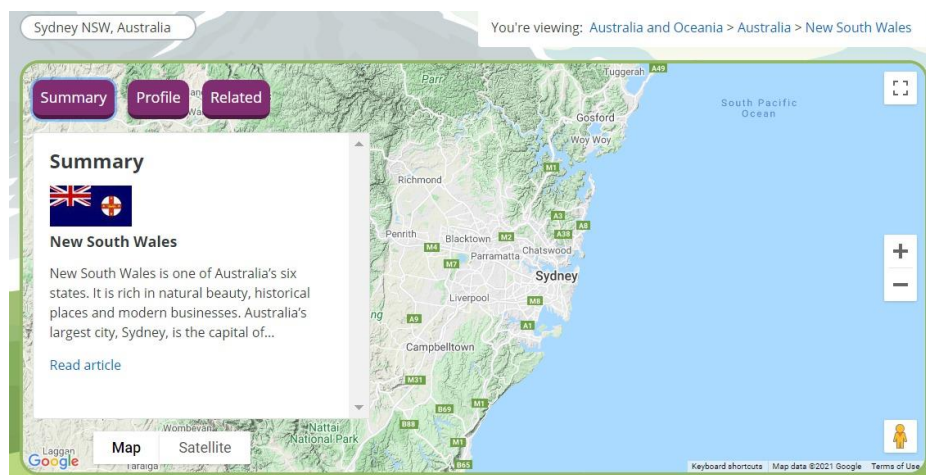 Sydney NSW, Australia
You're viewing: Australia and Oceania > Australia > New South Wales
Summary
Profile
Related
Summary
New South Wales
New South Wales is one of Australia's six
states. It is rich in natural beauty, historical
places and modern businesses. Australia's
largest city, Sydney, is the capital of...
Read article
Parr
Tuggerah
A49
South Pacific
Ocean
Gosford
Woy Woy
M1
Richmond
A3
A8
A38
Penrith
Blacktown
M2
M4
Chatswood
Parramatta
M7
Sydney
Liverpool
M8
A9
A1
Campbelltown
M31
M1
B69
B88
Nattai
National Park
M1
B65
Laggan
Taralga
Map
Satellite
Google
Keyboard shortcuts
Map data ©2021 Google
Terms of Use